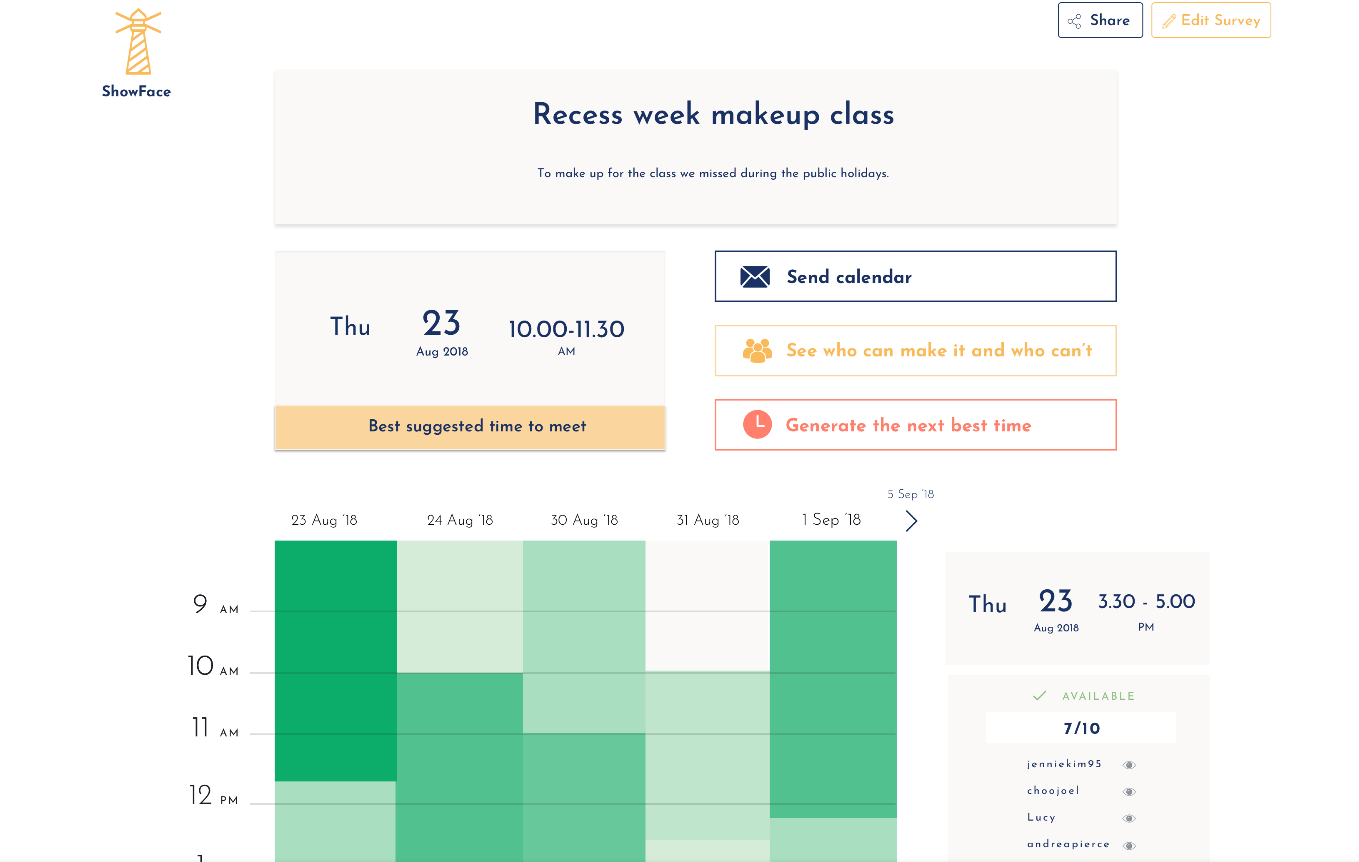 ShowFace
Share
Edit Survey
Recess week makeup class
To make up for the class we missed during the public holidays.
Thu
23
Aug 2018
10.00-11.30
AM
Best suggested time to meet
Send calendar
See who can make it and who can't
Generate the next best time
5 Sep '18
23 Aug '18
24 Aug '18
30 Aug '18
31 Aug '18
1 Sep '18
9 AM
10 AM
11 AM
12 PM
Thu
23
Aug 2018
3.30 - 5.00
PM
AVAILABLE
7/10
jenniekim95
choojoel
Lucy
andreapierce